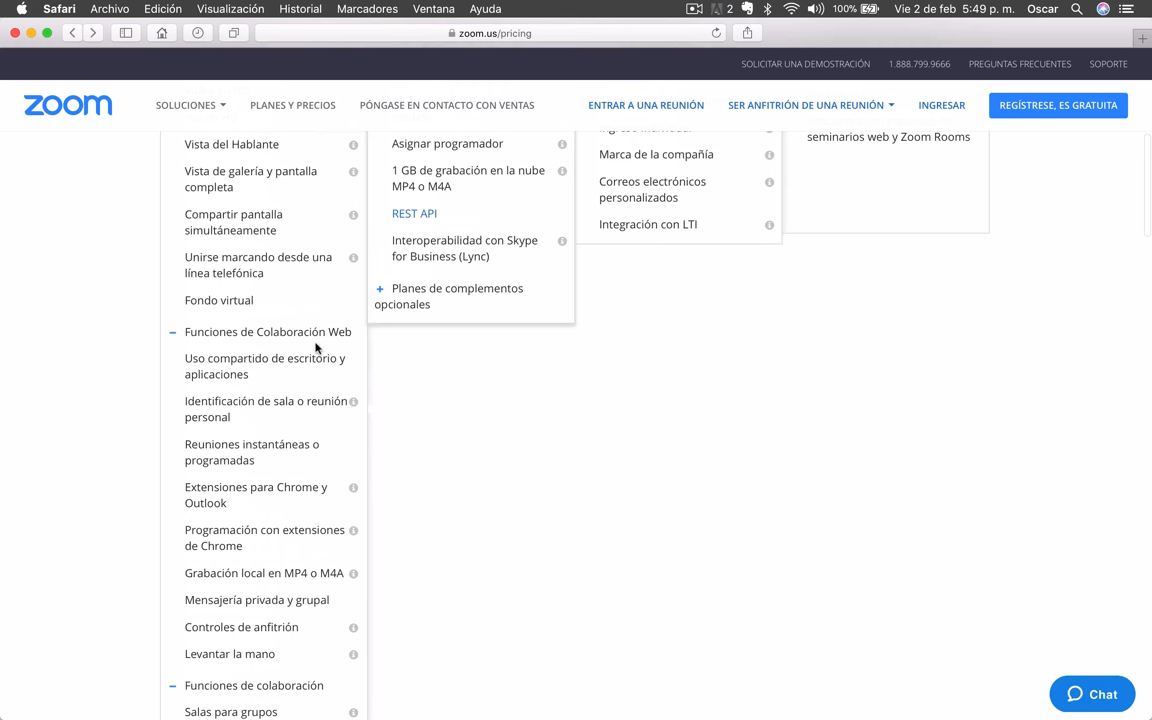 Safari Archivo Edición Visualización Historial Marcadores Ventana Ayuda 2 100% Vie 2 de feb 5:49 p. m. Oscar
zoom.us/pricing
SOLICITAR UNA DEMOSTRACIÓN 1.888.799.9666 PREGUNTAS FRECUENTES SOPORTE
zoom SOLUCIONES PLANES Y PRECIOS PÓNGASE EN CONTACTO CON VENTAS ENTRAR A UNA REUNIÓN SER ANFITRIÓN DE UNA REUNIÓN INGRESAR REGÍSTRESE, ES GRATUITA
Vista del Hablante
Vista de galería y pantalla
completa
Compartir pantalla
simultáneamente
Unirse marcando desde una
línea telefónica
Fondo virtual
Funciones de Colaboración Web
Uso compartido de escritorio y
aplicaciones
Identificación de sala o reunión
personal
Reuniones instantáneas o
programadas
Extensiones para Chrome y
Outlook
Programación con extensiones
de Chrome
Grabación local en MP4 o M4A
Mensajería privada y grupal
Controles de anfitrión
Levantar la mano
Funciones de colaboración
Salas para grupos
Asignar programador
1 GB de grabación en la nube
MP4 o M4A
REST API
Interoperabilidad con Skype
for Business (Lync)
+ Planes de complementos
opcionales
Marca de la compañía
Correos electrónicos
personalizados
Integración con LTI
seminarios web y Zoom Rooms
Chat